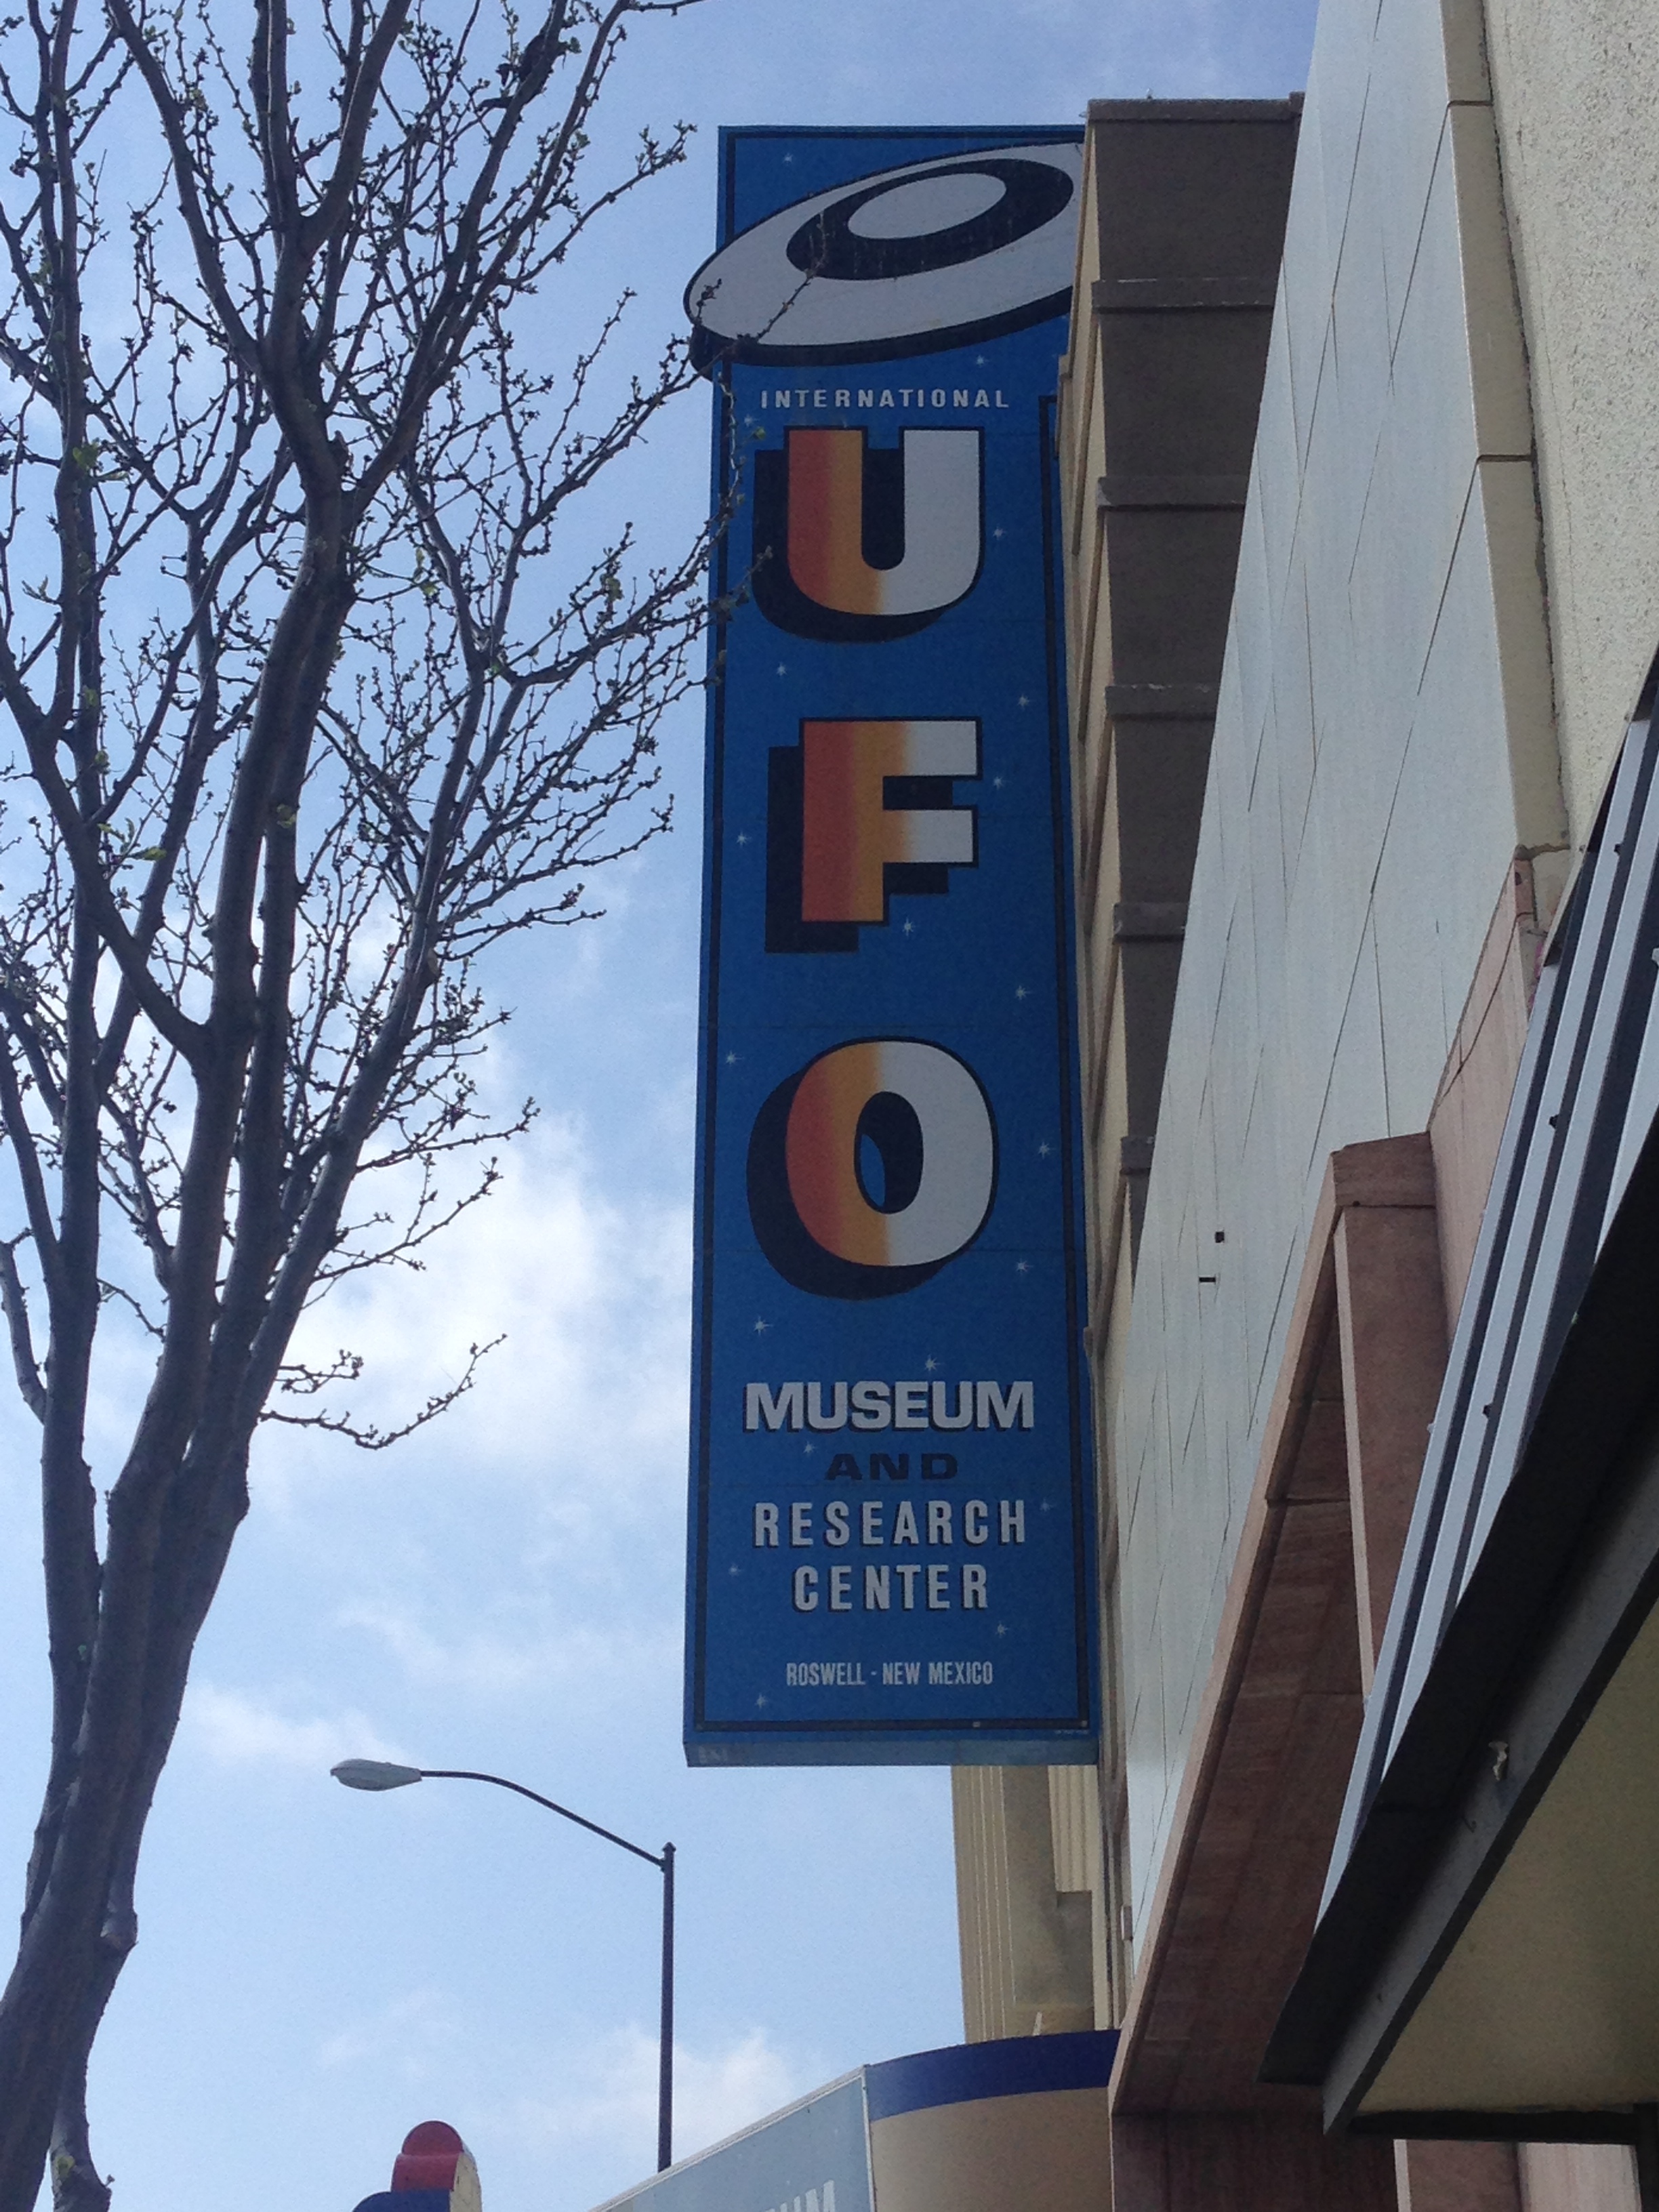 INTERNATIONAL
U
F
O
MUSEUM
AND
RESEARCH
CENTER
ROSWELL - NEW MEXICO